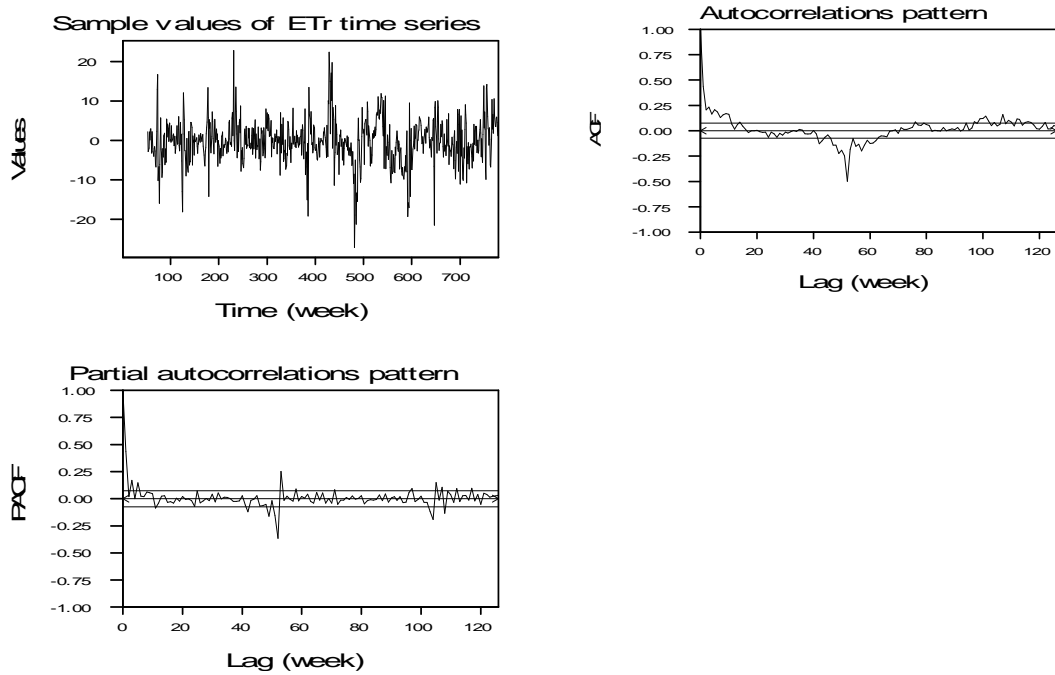 Sample values of ETr time series
20
10
0
-10
-20
Values
100 200 300 400 500 600 700
Time (week)
Autocorrelations pattern
1.00
0.75
0.50
0.25
0.00
-0.25
-0.50
-0.75
-1.00
ACF
0 20 40 60 80 100 120
Lag (week)
Partial autocorrelations pattern
1.00
0.75
0.50
0.25
0.00
-0.25
-0.50
-0.75
-1.00
PACF
0 20 40 60 80 100 120
Lag (week)